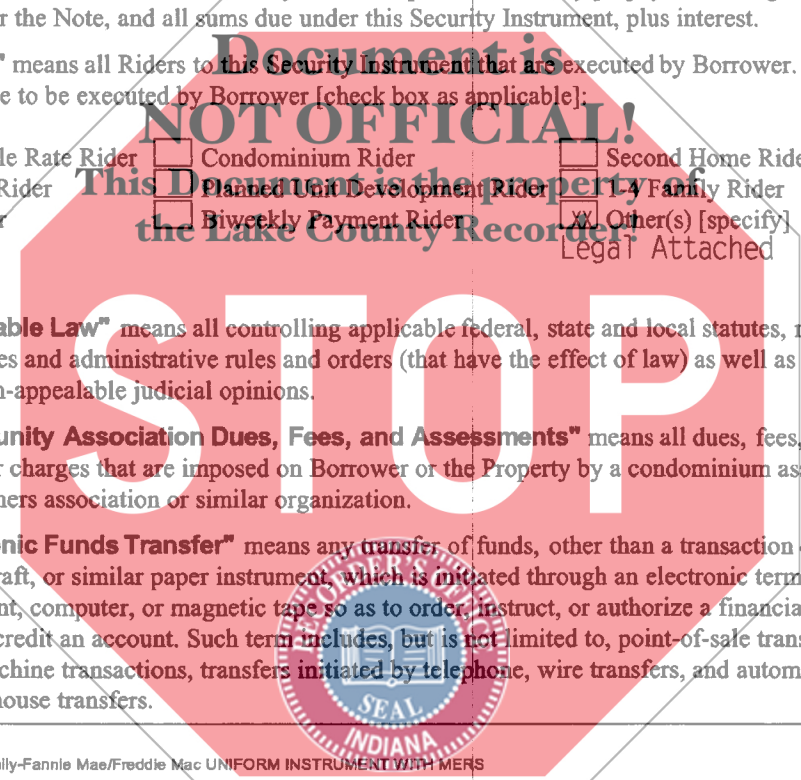 r the Note, and all sums due under this Security Instrument, plus interest.
Document is
" means all Riders to this Security Instrument that are executed by Borrower.
e to be executed by Borrower [check box as applicable]:
NOT OFFICIAL!
le Rate Rider Condominium Rider Second Home Ride
This Document is the property of
Rider Planned Unit Development Rider 1-4 Family Rider
r Biweekly Payment Rider XX Other(s) [specify]
the Lake County Recorder!
Legal Attached
STOP
able Law" means all controlling applicable federal, state and local statutes, r
es and administrative rules and orders (that have the effect of law) as well as
n-appealable judicial opinions.
unity Association Dues, Fees, and Assessments" means all dues, fees,
r charges that are imposed on Borrower or the Property by a condominium as
ners association or similar organization.
nic Funds Transfer" means any transfer of funds, other than a transaction
raft, or similar paper instrument, which is initiated through an electronic term
nt, computer, or magnetic tape so as to order, instruct, or authorize a financia
credit an account. Such term includes, but is not limited to, point-of-sale trans
chine transactions, transfers initiated by telephone, wire transfers, and autom
house transfers.
RECORDER'S OFFICE
SEAL
INDIANA
ily-Fannie Mae/Freddie Mac UNIFORM INSTRUMENT WITH MERS